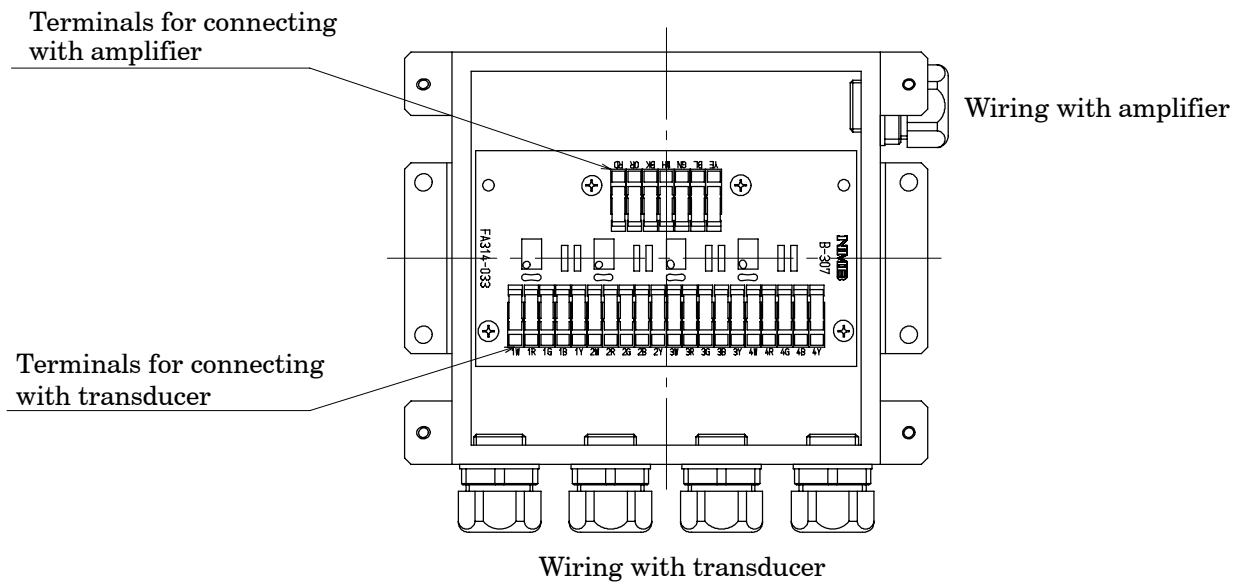 Terminals for connecting
with amplifier
Wiring with amplifier
RD OR BK WH GN BL YE
FA314-033
NMB
B-307
1W 1R 1G 1B 1Y 2W 2R 2G 2B 2Y 3W 3R 3G 3B 3Y 4W 4R 4G 4B 4Y
Terminals for connecting
with transducer
Wiring with transducer